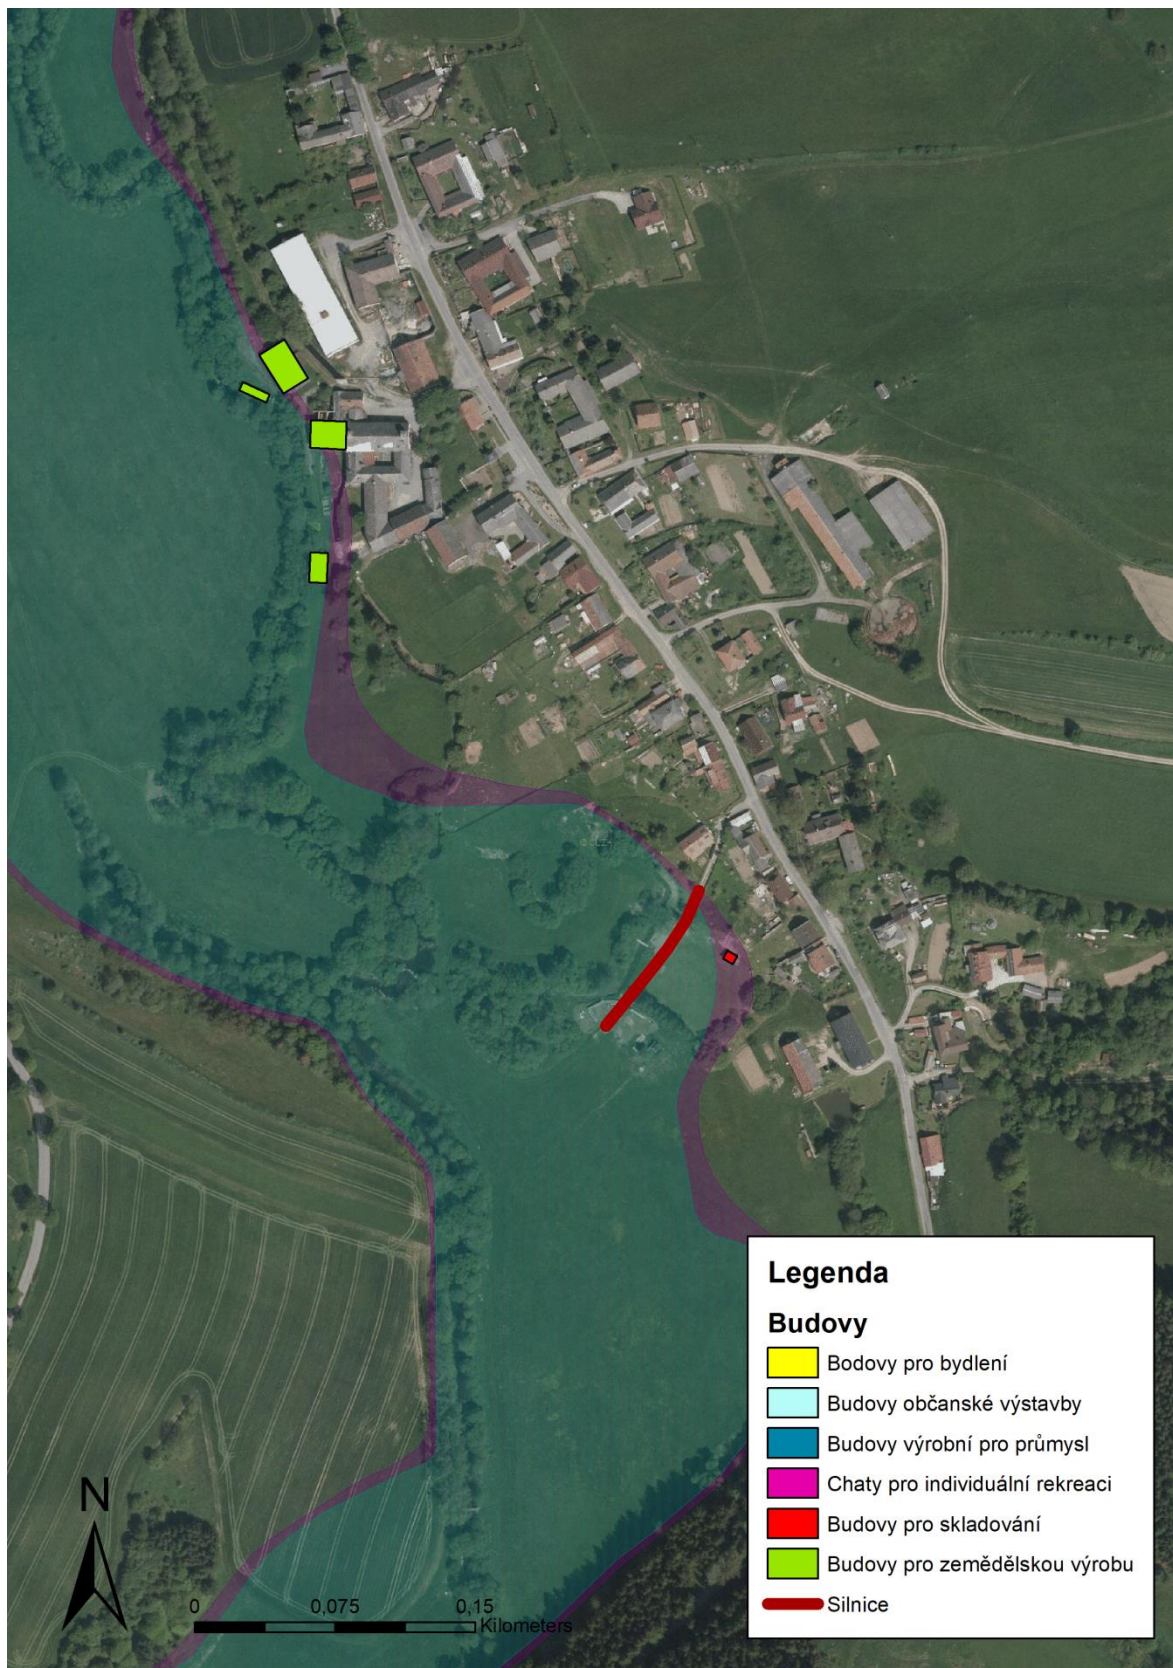 Legenda
Budovy
Bodovy pro bydlení
Budovy občanské výstavby
Budovy výrobní pro průmysl
Chaty pro individuální rekreaci
Budovy pro skladování
Budovy pro zemědělskou výrobu
Silnice
N
0 0,075 0,15
Kilometers